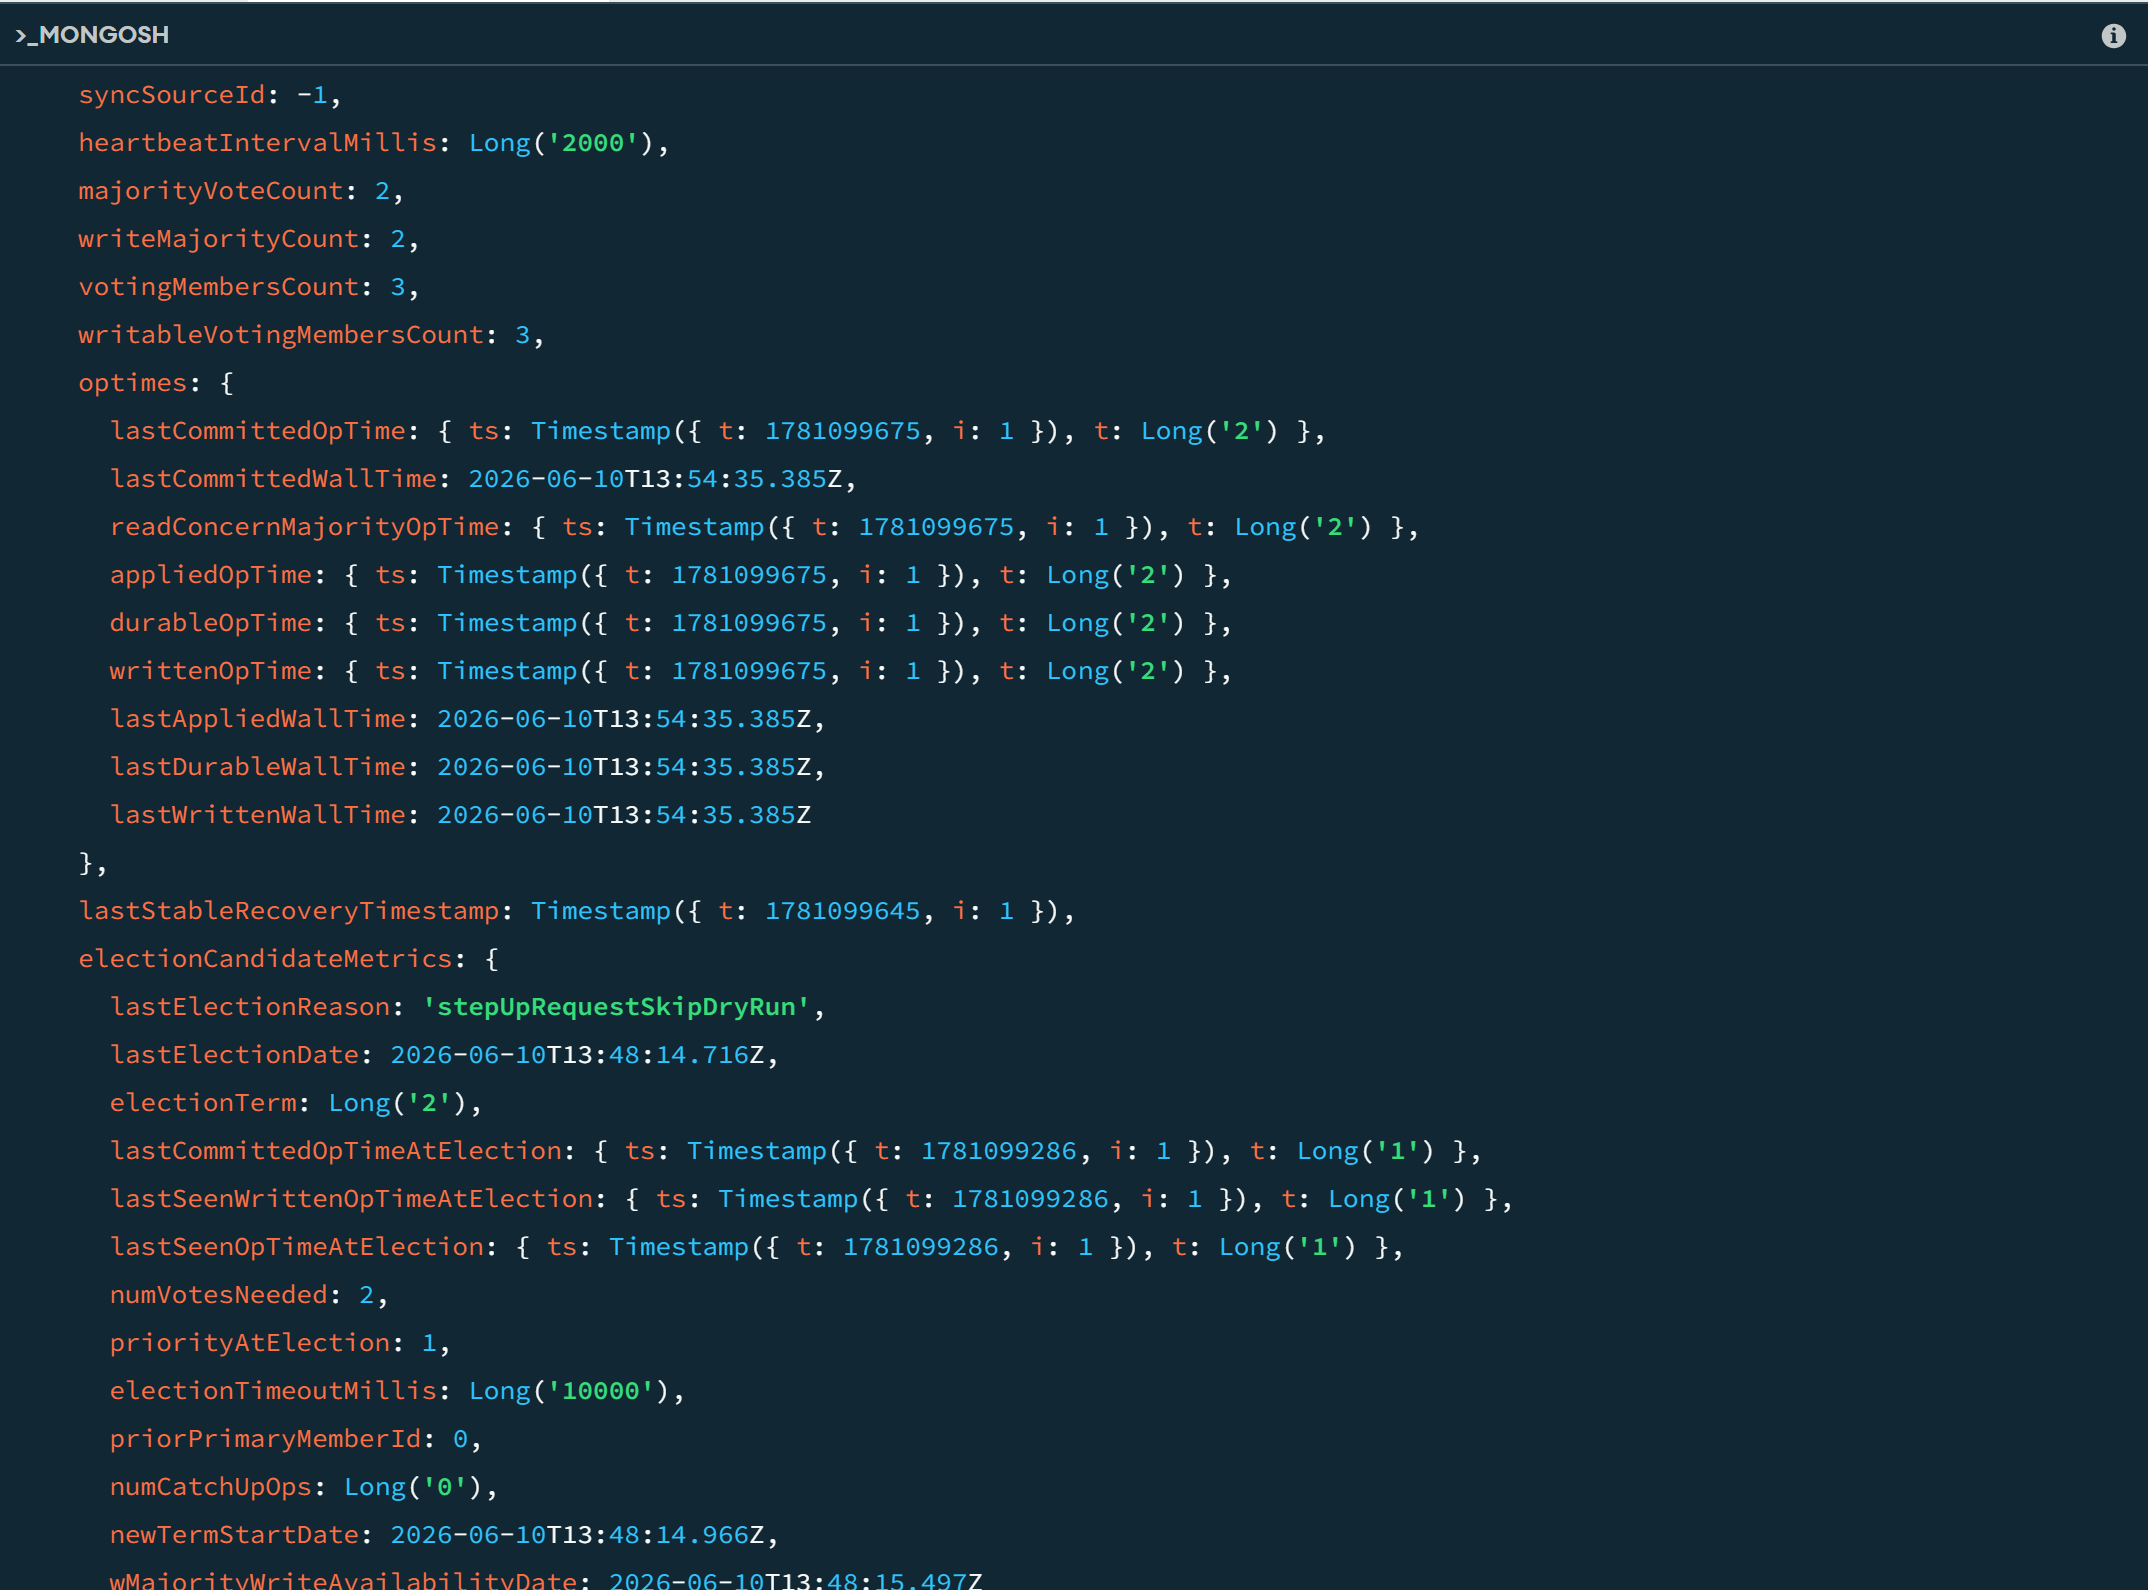 >_MONGOSH
syncSourceId: -1,
heartbeatIntervalMillis: Long('2000'),
majorityVoteCount: 2,
writeMajorityCount: 2,
votingMembersCount: 3,
writableVotingMembersCount: 3,
optimes: {
lastCommittedOpTime: { ts: Timestamp({ t: 1781099675, i: 1 }), t: Long('2') },
lastCommittedWallTime: 2026-06-10T13:54:35.385Z,
readConcernMajorityOpTime: { ts: Timestamp({ t: 1781099675, i: 1 }), t: Long('2') },
appliedOpTime: { ts: Timestamp({ t: 1781099675, i: 1 }), t: Long('2') },
durableOpTime: { ts: Timestamp({ t: 1781099675, i: 1 }), t: Long('2') },
writtenOpTime: { ts: Timestamp({ t: 1781099675, i: 1 }), t: Long('2') },
lastAppliedWallTime: 2026-06-10T13:54:35.385Z,
lastDurableWallTime: 2026-06-10T13:54:35.385Z,
lastWrittenWallTime: 2026-06-10T13:54:35.385Z
},
lastStableRecoveryTimestamp: Timestamp({ t: 1781099645, i: 1 }),
electionCandidateMetrics: {
lastElectionReason: 'stepUpRequestSkipDryRun',
lastElectionDate: 2026-06-10T13:48:14.716Z,
electionTerm: Long('2'),
lastCommittedOpTimeAtElection: { ts: Timestamp({ t: 1781099286, i: 1 }), t: Long('1') },
lastSeenWrittenOpTimeAtElection: { ts: Timestamp({ t: 1781099286, i: 1 }), t: Long('1') },
lastSeenOpTimeAtElection: { ts: Timestamp({ t: 1781099286, i: 1 }), t: Long('1') },
numVotesNeeded: 2,
priorityAtElection: 1,
electionTimeoutMillis: Long('10000'),
priorPrimaryMemberId: 0,
numCatchUpOps: Long('0'),
newTermStartDate: 2026-06-10T13:48:14.966Z,
wMajorityWriteAvailabilityDate: 2026-06-10T13:48:15.497Z